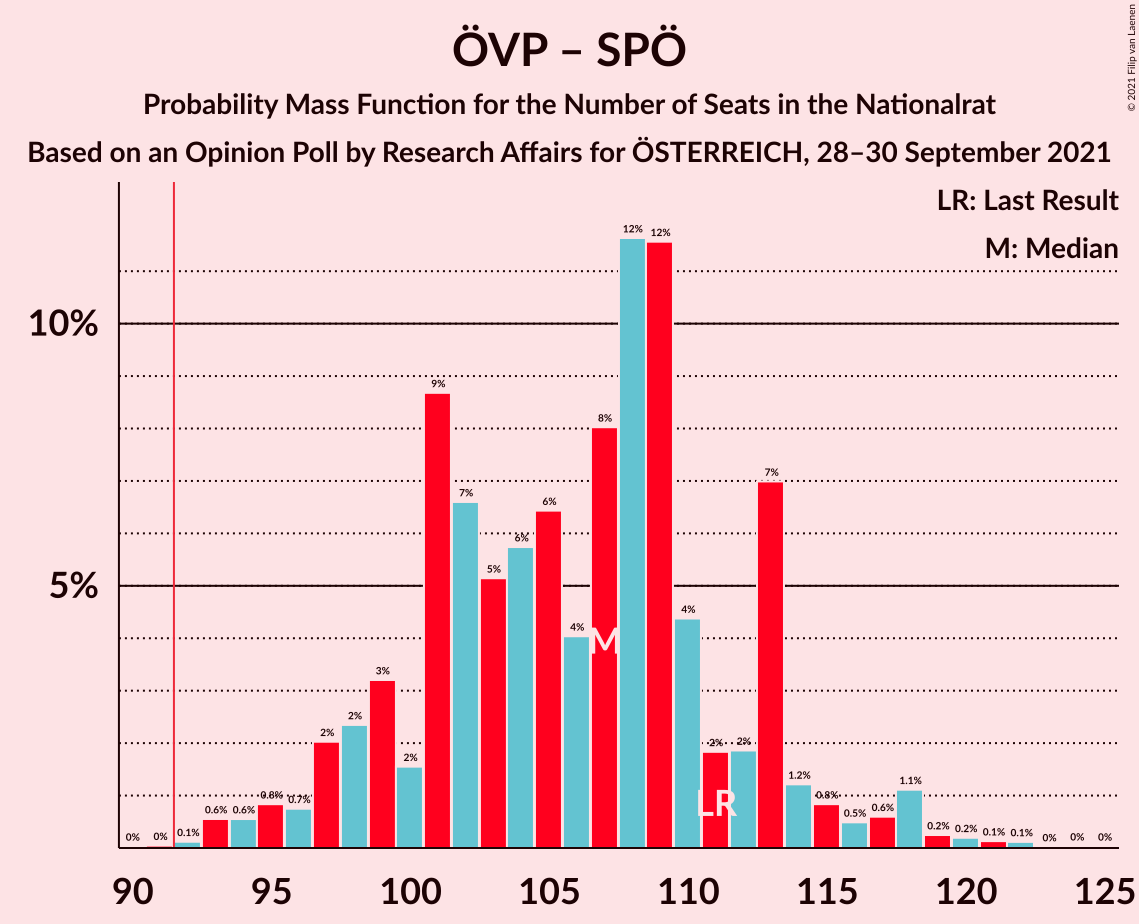 ÖVP – SPÖ
Probability Mass Function for the Number of Seats in the Nationalrat
Based on an Opinion Poll by Research Affairs for ÖSTERREICH, 28–30 September 2021
© 2021 Filip van Laenen
LR: Last Result
M: Median
10%
5%
0% 0% 0.1% 0.6% 0.6% 0.8% 0.7% 2% 2% 3% 2% 9% 7% 5% 6% 6% 4% 8% 12% 12% 4% 2% 2% 7% 1.2% 0.8% 0.5% 0.6% 1.1% 0.2% 0.2% 0.1% 0.1% 0% 0% 0%
M
LR
90 95 100 105 110 115 120 125